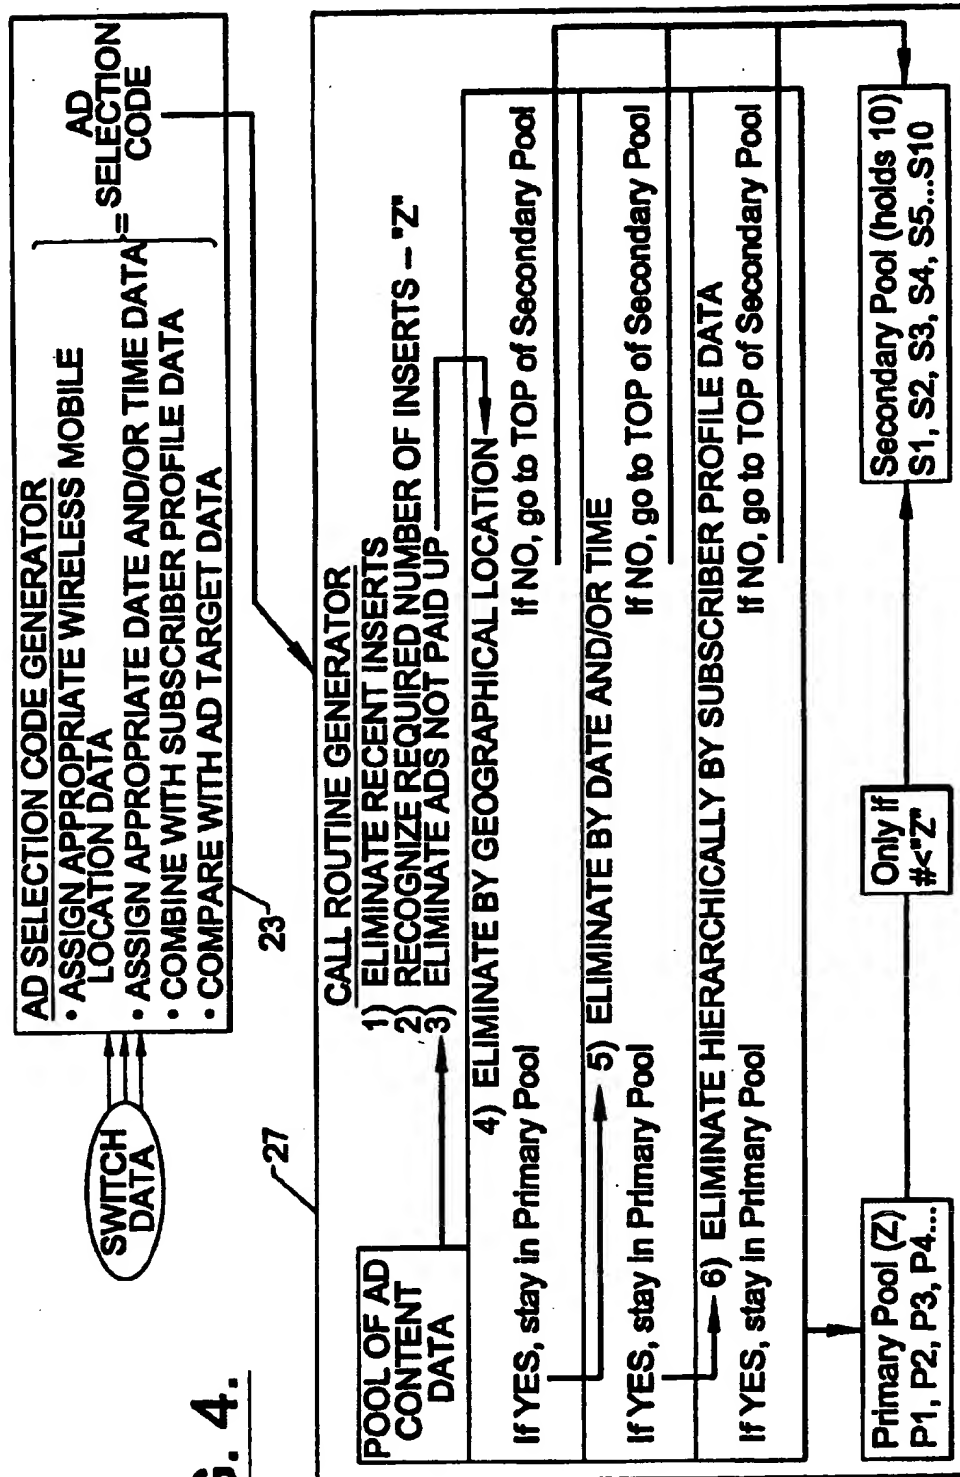 AD SELECTION CODE GENERATOR
• ASSIGN APPROPRIATE WIRELESS MOBILE
LOCATION DATA
• ASSIGN APPROPRIATE DATE AND/OR TIME DATA
• COMBINE WITH SUBSCRIBER PROFILE DATA
• COMPARE WITH AD TARGET DATA
AD
= SELECTION
CODE
SWITCH
DATA
23
27
CALL ROUTINE GENERATOR
1) ELIMINATE RECENT INSERTS
2) RECOGNIZE REQUIRED NUMBER OF INSERTS -- "Z"
3) ELIMINATE ADS NOT PAID UP
POOL OF AD
CONTENT
DATA
4) ELIMINATE BY GEOGRAPHICAL LOCATION
If YES, stay in Primary Pool
If NO, go to TOP of Secondary Pool
5) ELIMINATE BY DATE AND/OR TIME
If YES, stay in Primary Pool
If NO, go to TOP of Secondary Pool
6) ELIMINATE HIERARCHICALLY BY SUBSCRIBER PROFILE DATA
If YES, stay in Primary Pool
If NO, go to TOP of Secondary Pool
Primary Pool (Z)
P1, P2, P3, P4...
Only if
#<"Z"
Secondary Pool (holds 10)
S1, S2, S3, S4, S5...S10
G. 4.